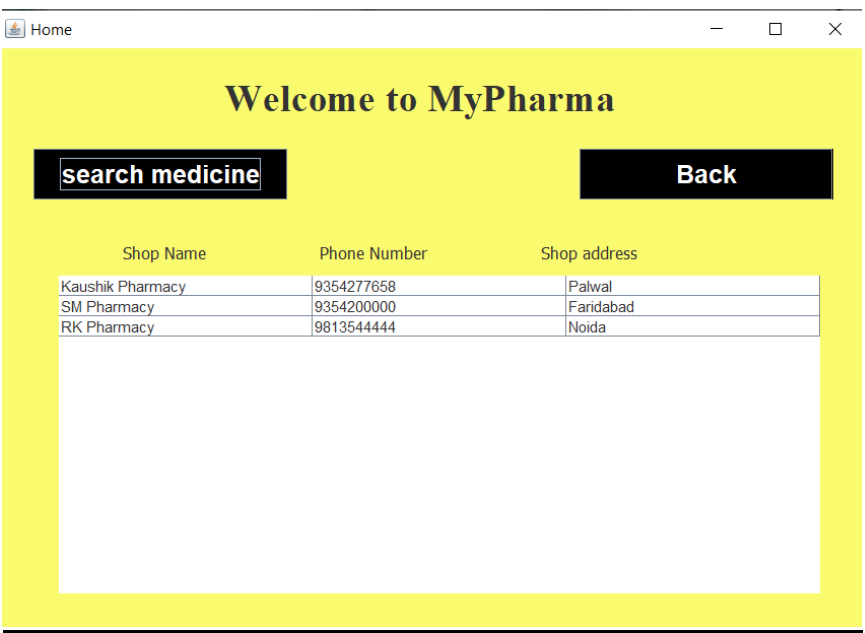 Home
Welcome to MyPharma
search medicine Back
Shop Name Phone Number Shop address
Kaushik Pharmacy 9354277658 Palwal
SM Pharmacy 9354200000 Faridabad
RK Pharmacy 9813544444 Noida